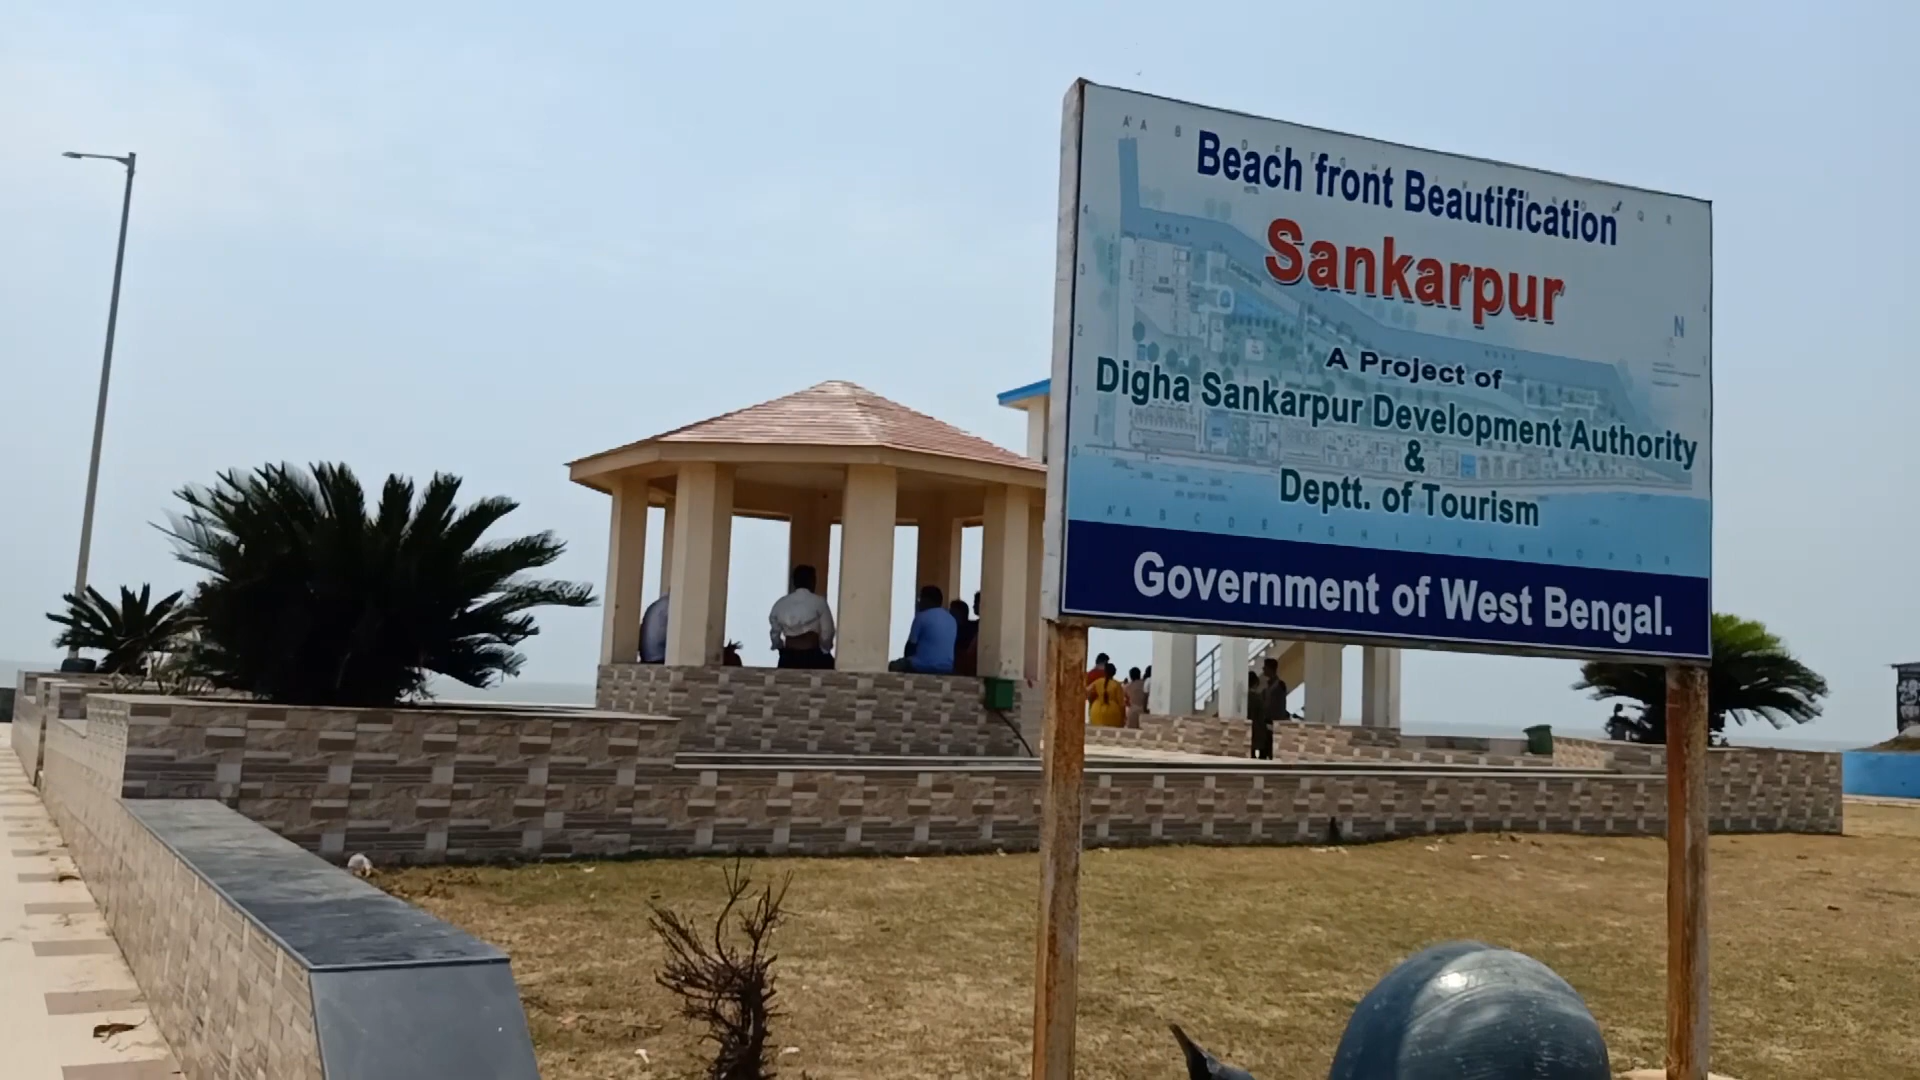 Beach front Beautification
Sankarpur
A Project of
Digha Sankarpur Development Authority
&
Deptt. of Tourism
Government of West Bengal.